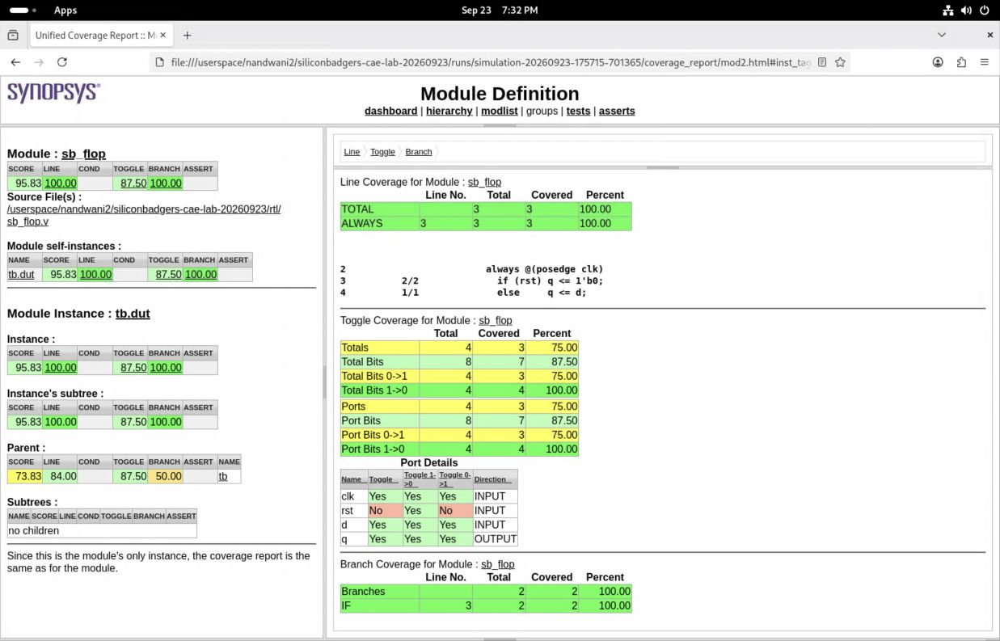 Apps
Sep 23 7:32 PM
Unified Coverage Report :: M
file:///userspace/nandwani2/siliconbadgers-cae-lab-20260923/runs/simulation-20260923-175715-701365/coverage_report/mod2.html#inst_tag
SYNOPSYS®
Module Definition
dashboard | hierarchy | modlist | groups | tests | asserts
Module : sb_flop
SCORE LINE COND TOGGLE BRANCH ASSERT
95.83 100.00 87.50 100.00
Source File(s) :
/userspace/nandwani2/siliconbadgers-cae-lab-20260923/rtl/
sb_flop.v
Module self-instances :
NAME SCORE LINE COND TOGGLE BRANCH ASSERT
tb.dut 95.83 100.00 87.50 100.00
Module Instance : tb.dut
Instance :
SCORE LINE COND TOGGLE BRANCH ASSERT
95.83 100.00 87.50 100.00
Instance's subtree :
SCORE LINE COND TOGGLE BRANCH ASSERT
95.83 100.00 87.50 100.00
Parent :
SCORE LINE COND TOGGLE BRANCH ASSERT NAME
73.83 84.00 87.50 50.00 tb
Subtrees :
NAME SCORE LINE COND TOGGLE BRANCH ASSERT
no children
Since this is the module's only instance, the coverage report is the
same as for the module.
Line Toggle Branch
Line Coverage for Module : sb_flop
Line No. Total Covered Percent
TOTAL 3 3 100.00
ALWAYS 3 3 3 100.00
2 always @(posedge clk)
3 2/2 if (rst) q <= 1'b0;
4 1/1 else q <= d;
Toggle Coverage for Module : sb_flop
Total Covered Percent
Totals 4 3 75.00
Total Bits 8 7 87.50
Total Bits 0->1 4 3 75.00
Total Bits 1->0 4 4 100.00
Ports 4 3 75.00
Port Bits 8 7 87.50
Port Bits 0->1 4 3 75.00
Port Bits 1->0 4 4 100.00
Port Details
Name Toggle Toggle 1->0 Toggle 0->1 Direction
clk Yes Yes Yes INPUT
rst No Yes No INPUT
d Yes Yes Yes INPUT
q Yes Yes Yes OUTPUT
Branch Coverage for Module : sb_flop
Line No. Total Covered Percent
Branches 2 2 100.00
IF 3 2 2 100.00